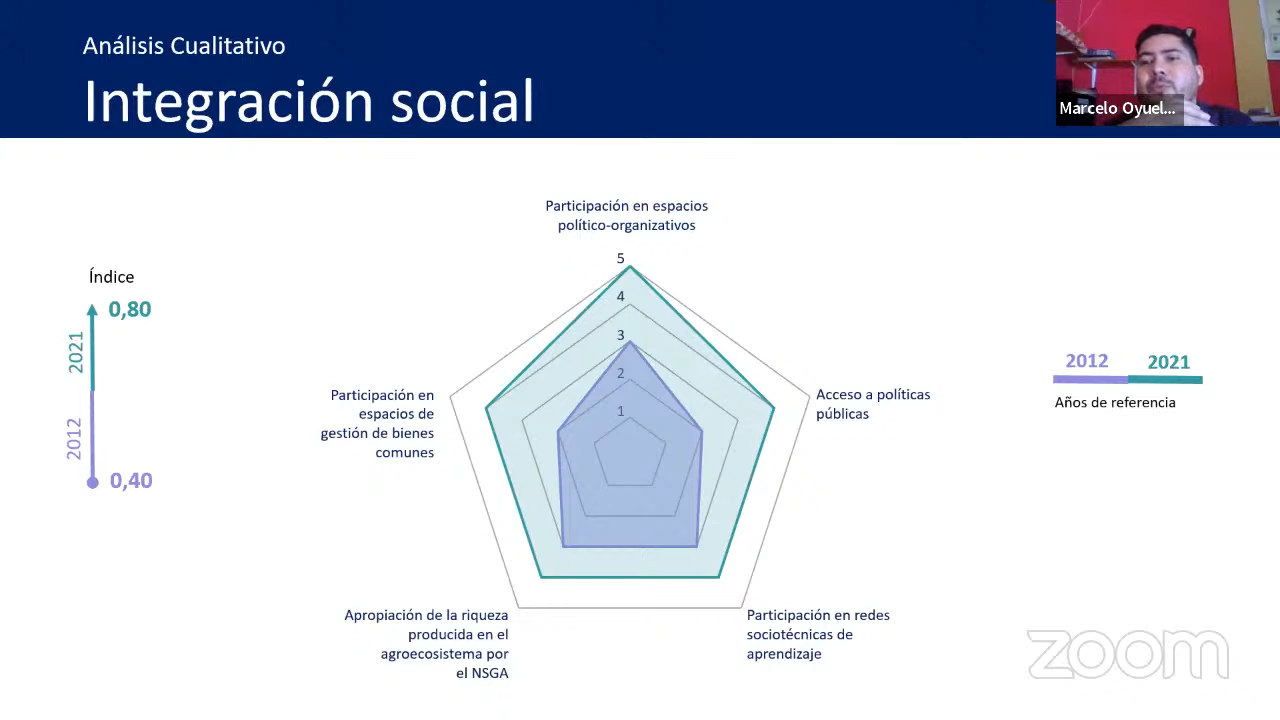 Análisis Cualitativo
Integración social
Marcelo Oyuel...
Participación en espacios
político-organizativos
Índice
0,80
2021
2012
0,40
5
4
3
2
1
Participación en
espacios de
gestión de bienes
comunes
Acceso a políticas
públicas
2012
2021
Años de referencia
Apropiación de la riqueza
producida en el
agroecosistema por
el NSGA
Participación en redes
sociotécnicas de
aprendizaje
zoom